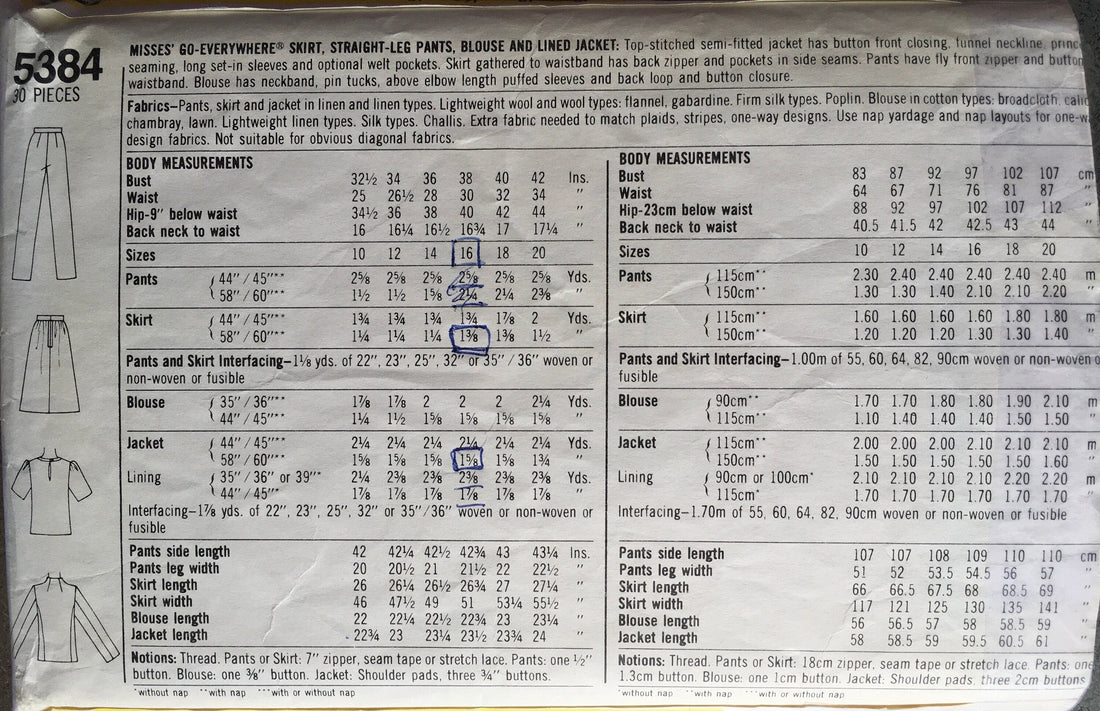 5384
30 PIECES
MISSES' GO-EVERYWHERE® SKIRT, STRAIGHT-LEG PANTS, BLOUSE AND LINED JACKET: Top-stitched semi-fitted jacket has button front closing, funnel neckline, princ
seaming, long set-in sleeves and optional welt pockets. Skirt gathered to waistband has back zipper and pockets in side seams. Pants have fly front zipper and button
waistband. Blouse has neckband, pin tucks, above elbow length puffed sleeves and back loop and button closure.
Fabrics–Pants, skirt and jacket in linen and linen types. Lightweight wool and wool types: flannel, gabardine. Firm silk types. Poplin. Blouse in cotton types: broadcloth, calic
chambray, lawn. Lightweight linen types. Silk types. Challis. Extra fabric needed to match plaids, stripes, one-way designs. Use nap yardage and nap layouts for one-w
design fabrics. Not suitable for obvious diagonal fabrics.
BODY MEASUREMENTS
Bust 32½ 34 36 38 40 42 Ins.
Waist 25 26½ 28 30 32 34 "
Hip-9" below waist 34½ 36 38 40 42 44 "
Back neck to waist 16 16¼ 16½ 16¾ 17 17¼ "
Sizes 10 12 14 16 18 20
Pants 44" / 45"** 2⅝ 2⅝ 2⅝ 2⅝ 2⅝ 2⅝ Yds.
58" / 60"** 1½ 1½ 1⅝ 2¼ 2¼ 2⅜ "
Skirt 44" / 45"** 1¾ 1¾ 1¾ 1¾ 1⅞ 2 Yds.
58" / 60"** 1¼ 1¼ 1¼ 1⅜ 1⅜ 1½ "
Pants and Skirt Interfacing–1⅛ yds. of 22", 23", 25", 32" or 35" / 36" woven or
non-woven or fusible
Blouse 35" / 36"** 1⅞ 1⅞ 2 2 2 2¼ Yds.
44" / 45"** 1¼ 1½ 1⅝ 1⅝ 1⅝ 1⅝ "
Jacket 44" / 45"** 2¼ 2¼ 2¼ 2¼ 2¼ 2¼ Yds.
58" / 60"** 1⅝ 1⅝ 1⅝ 1⅝ 1⅝ 1¾ "
Lining 35" / 36" or 39"* 2¼ 2⅜ 2⅜ 2⅜ 2⅜ 2⅜ Yds.
44" / 45"* 1⅞ 1⅞ 1⅞ 1⅞ 1⅞ 1⅞ "
Interfacing–1⅞ yds. of 22", 23", 25", 32" or 35"/36" woven or non-woven or
fusible
Pants side length 42 42¼ 42½ 42¾ 43 43¼ Ins.
Pants leg width 20 20½ 21 21½ 22 22½ "
Skirt length 26 26¼ 26½ 26¾ 27 27¼ "
Skirt width 46 47½ 49 51 53¼ 55½ "
Blouse length 22 22¼ 22½ 22¾ 23 23¼ "
Jacket length 22¾ 23 23¼ 23½ 23¾ 24 "
Notions: Thread. Pants or Skirt: 7" zipper, seam tape or stretch lace. Pants: one ½"
button. Blouse: one ⅜" button. Jacket: Shoulder pads, three ¾" buttons.
*without nap **with nap ***with or without nap
BODY MEASUREMENTS
Bust 83 87 92 97 102 107 cm
Waist 64 67 71 76 81 87 "
Hip-23cm below waist 88 92 97 102 107 112 "
Back neck to waist 40.5 41.5 42 42.5 43 44 "
Sizes 10 12 14 16 18 20
Pants 115cm** 2.30 2.40 2.40 2.40 2.40 2.40 m
150cm** 1.30 1.30 1.40 2.10 2.10 2.20 "
Skirt 115cm** 1.60 1.60 1.60 1.60 1.80 1.80 m
150cm** 1.20 1.20 1.20 1.30 1.30 1.40 "
Pants and Skirt Interfacing–1.00m of 55, 60, 64, 82, 90cm woven or non-woven o
fusible
Blouse 90cm** 1.70 1.70 1.80 1.80 1.90 2.10 m
115cm** 1.10 1.40 1.40 1.40 1.50 1.50 "
Jacket 115cm** 2.00 2.00 2.00 2.10 2.10 2.10 m
150cm** 1.50 1.50 1.50 1.50 1.50 1.60 "
Lining 90cm or 100cm* 2.10 2.10 2.10 2.20 2.20 2.20 m
115cm* 1.70 1.70 1.70 1.70 1.70 1.70 "
Interfacing–1.70m of 55, 60, 64, 82, 90cm woven or non-woven or fusible
Pants side length 107 107 108 109 110 110 cm
Pants leg width 51 52 53.5 54.5 56 57 "
Skirt length 66 66.5 67.5 68 68.5 69 "
Skirt width 117 121 125 130 135 141 "
Blouse length 56 56.5 57 58 58.5 59 "
Jacket length 58 58.5 59 59.5 60.5 61 "
Notions: Thread. Pants or Skirt: 18cm zipper, seam tape or stretch lace. Pants: one
1.3cm button. Blouse: one 1cm button. Jacket: Shoulder pads, three 2cm buttons
*without nap **with nap ***with or without nap